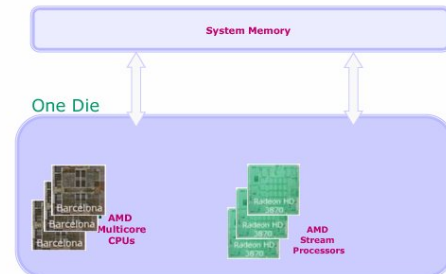 System Memory
One Die
Barcelona
Barcelona
Barcelona
AMD
Multicore
CPUs
Radeon HD
3870
Radeon HD
3870
Radeon HD
3870
AMD
Stream
Processors